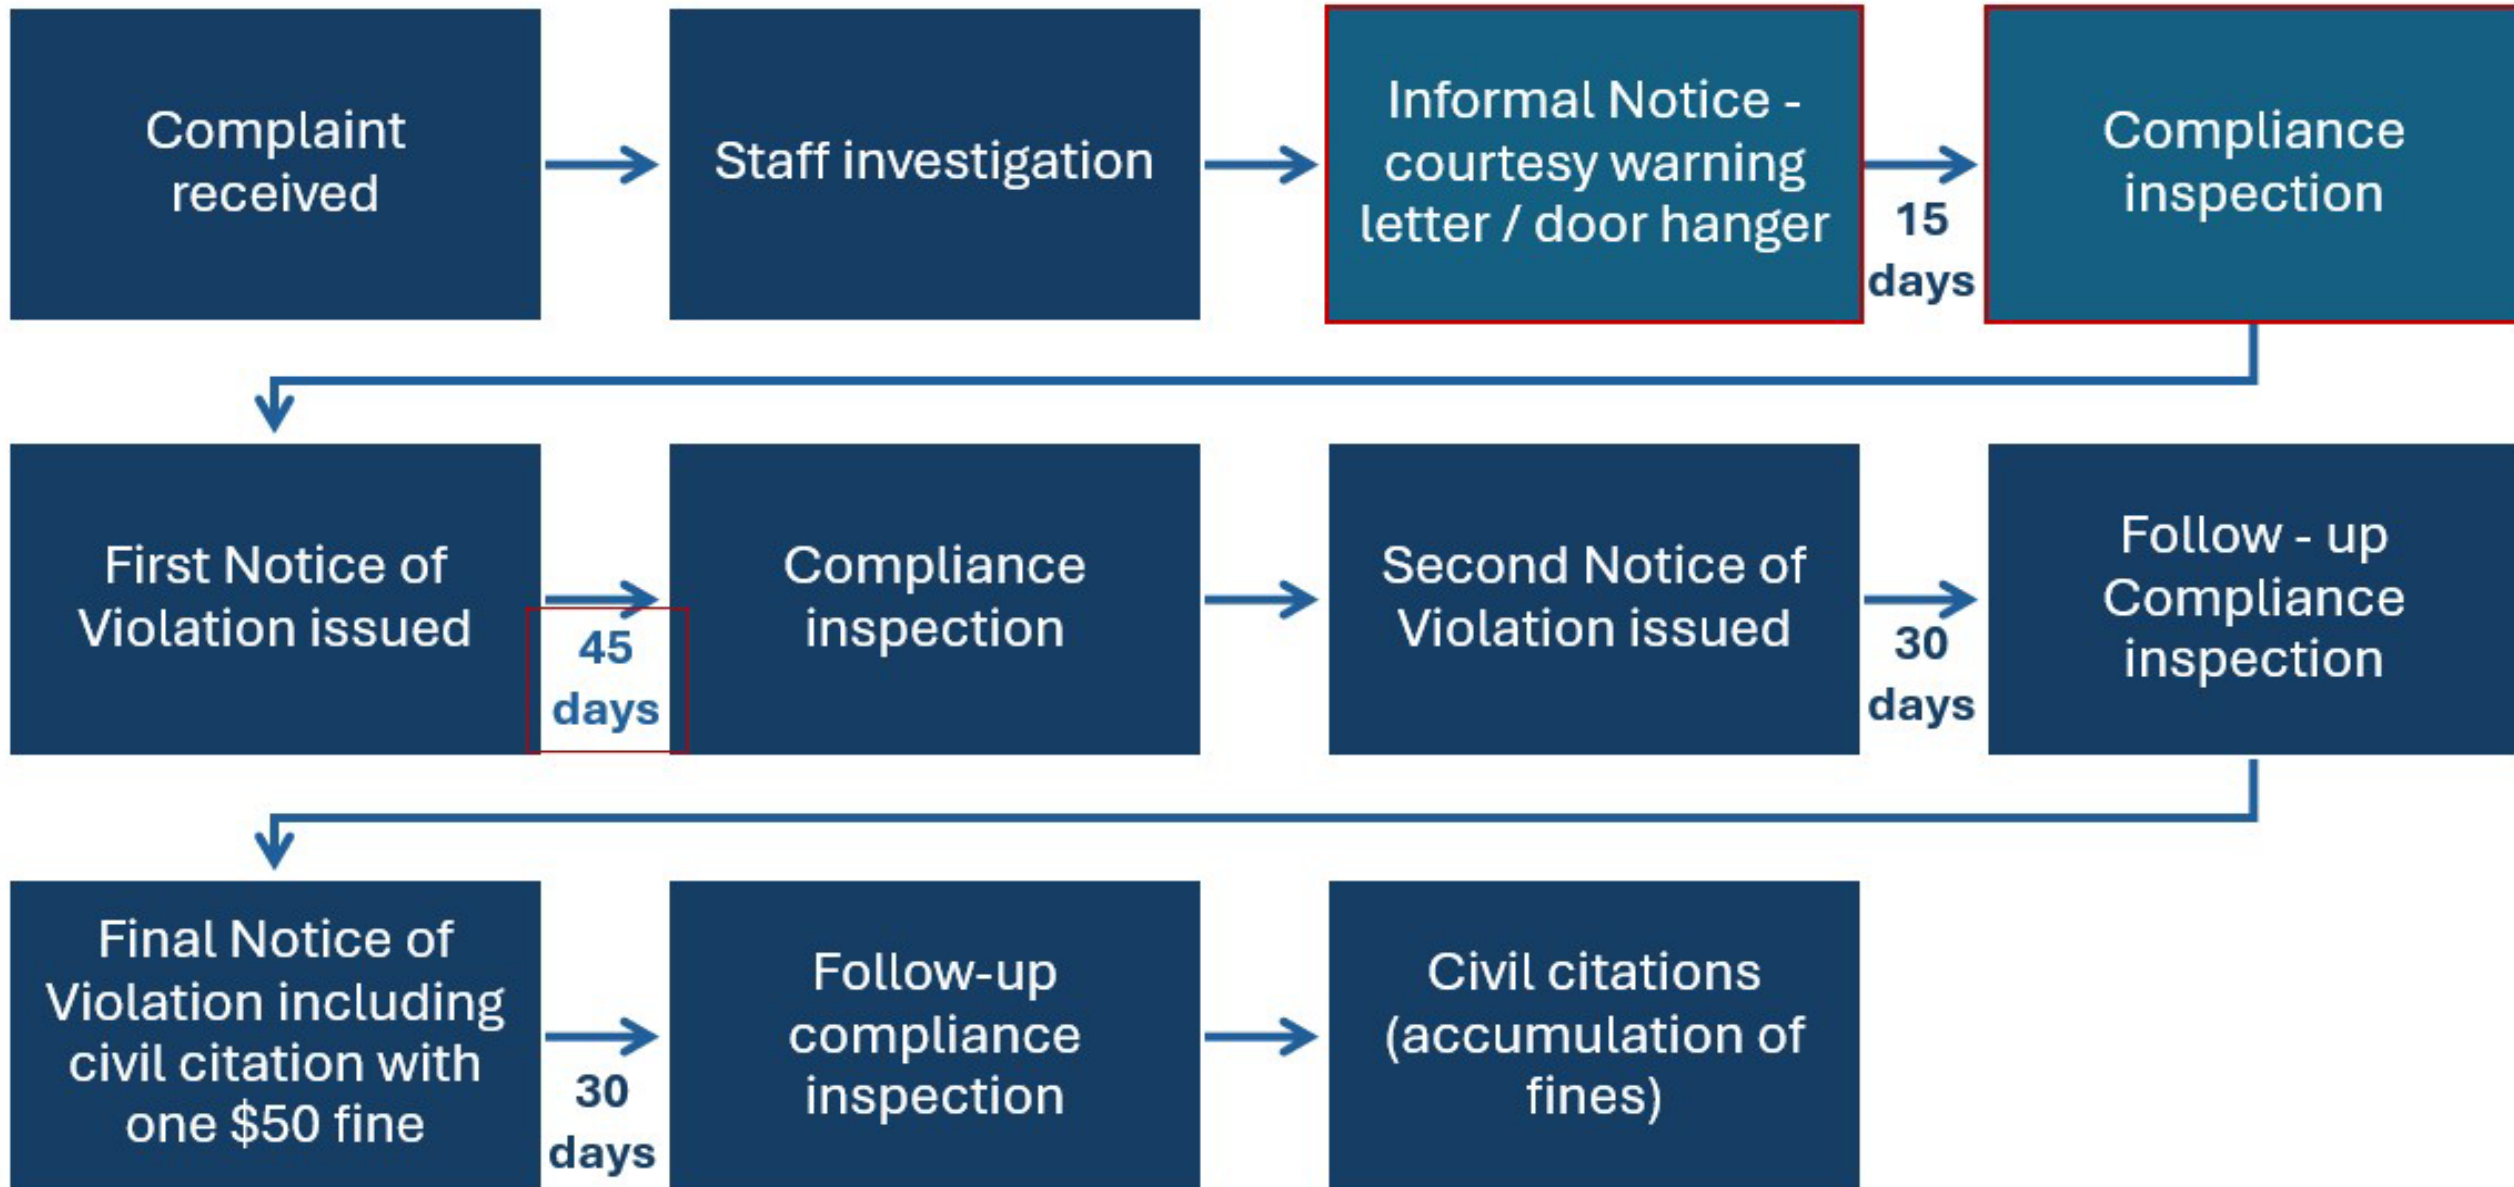 Complaint
received
Staff investigation
Informal Notice -
courtesy warning
letter / door hanger
15
days
Compliance
inspection
First Notice of
Violation issued
45
days
Compliance
inspection
Second Notice of
Violation issued
30
days
Follow - up
Compliance
inspection
Final Notice of
Violation including
civil citation with
one $50 fine
30
days
Follow-up
compliance
inspection
Civil citations
(accumulation of
fines)